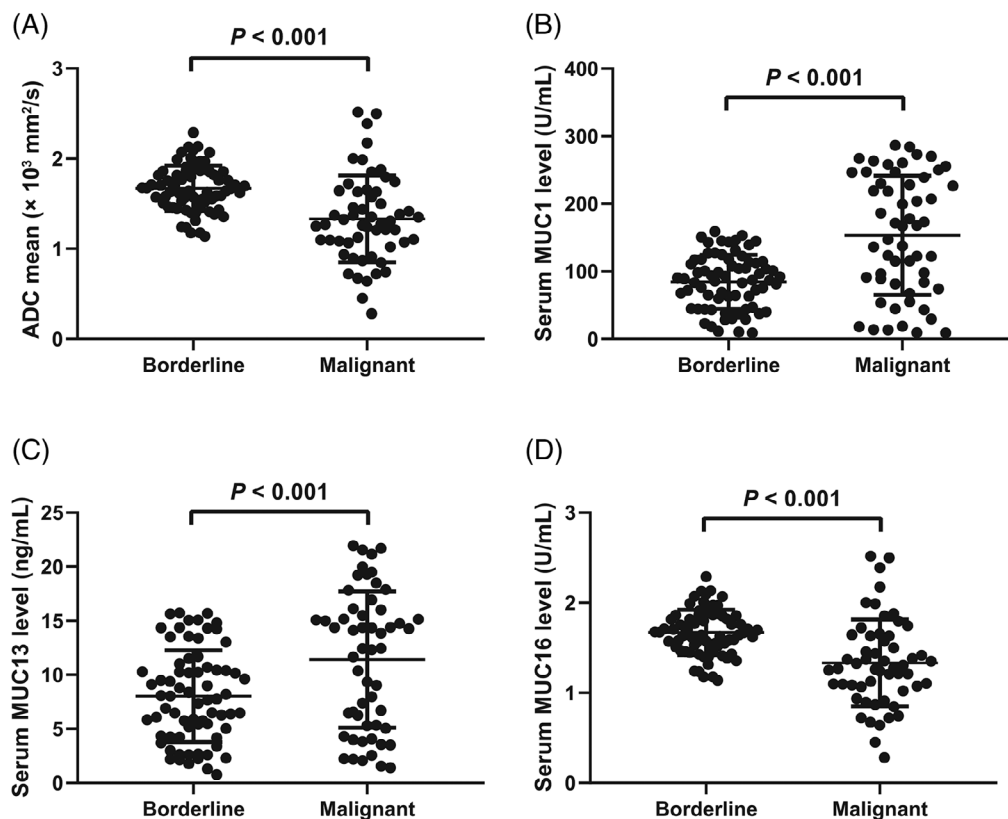 (A)
P < 0.001
ADC mean (× 10³ mm²/s)
3
2
1
0
Borderline
Malignant
(B)
P < 0.001
Serum MUC1 level (U/mL)
400
300
200
100
0
Borderline
Malignant
(C)
P < 0.001
Serum MUC13 level (ng/mL)
25
20
15
10
5
0
Borderline
Malignant
(D)
P < 0.001
Serum MUC16 level (U/mL)
3
2
1
0
Borderline
Malignant